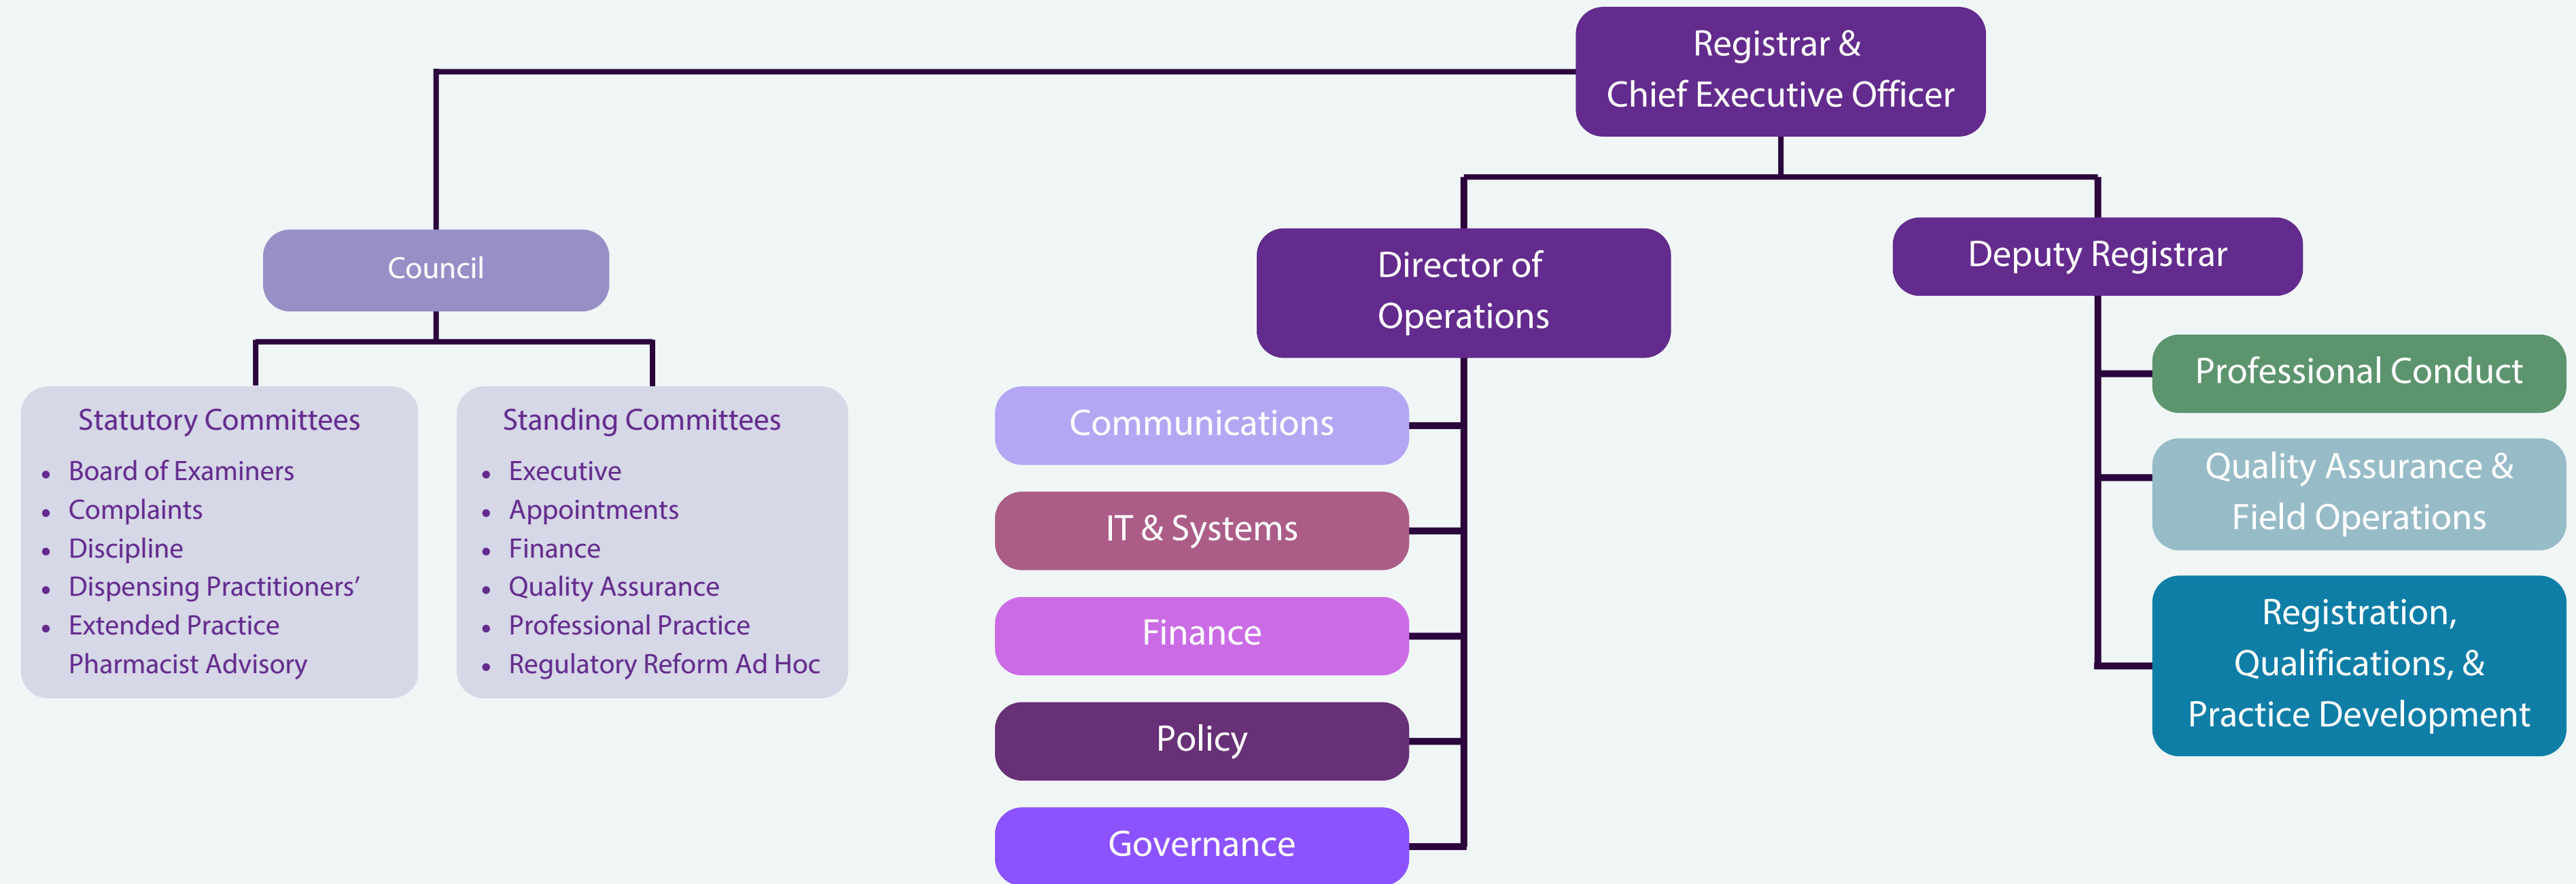 Registrar &
Chief Executive Officer
Council
Director of
Operations
Deputy Registrar
Statutory Committees
• Board of Examiners
• Complaints
• Discipline
• Dispensing Practitioners’
• Extended Practice
Pharmacist Advisory
Standing Committees
• Executive
• Appointments
• Finance
• Quality Assurance
• Professional Practice
• Regulatory Reform Ad Hoc
Communications
IT & Systems
Finance
Policy
Governance
Professional Conduct
Quality Assurance &
Field Operations
Registration,
Qualifications, &
Practice Development